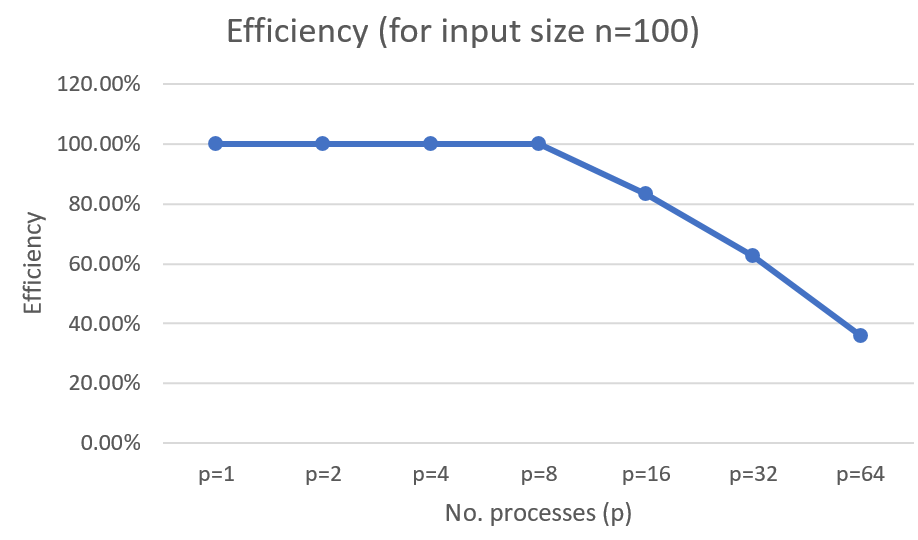 Efficiency (for input size n=100)
120.00%
100.00%
80.00%
60.00%
40.00%
20.00%
0.00%
Efficiency
p=1 p=2 p=4 p=8 p=16 p=32 p=64
No. processes (p)